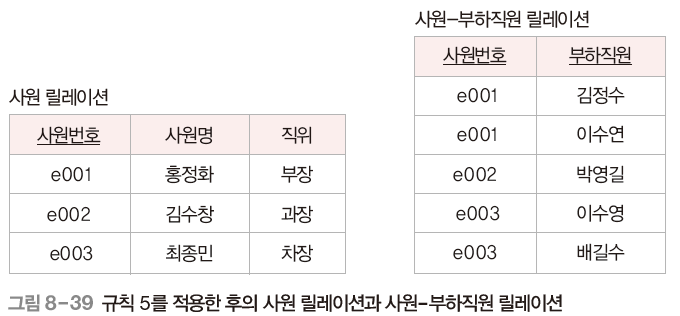 사원 릴레이션
사원번호 사원명 직위
e001 홍정화 부장
e002 김수창 과장
e003 최종민 차장
사원-부하직원 릴레이션
사원번호 부하직원
e001 김정수
e001 이수연
e002 박영길
e003 이수영
e003 배길수
그림 8-39 규칙 5를 적용한 후의 사원 릴레이션과 사원-부하직원 릴레이션